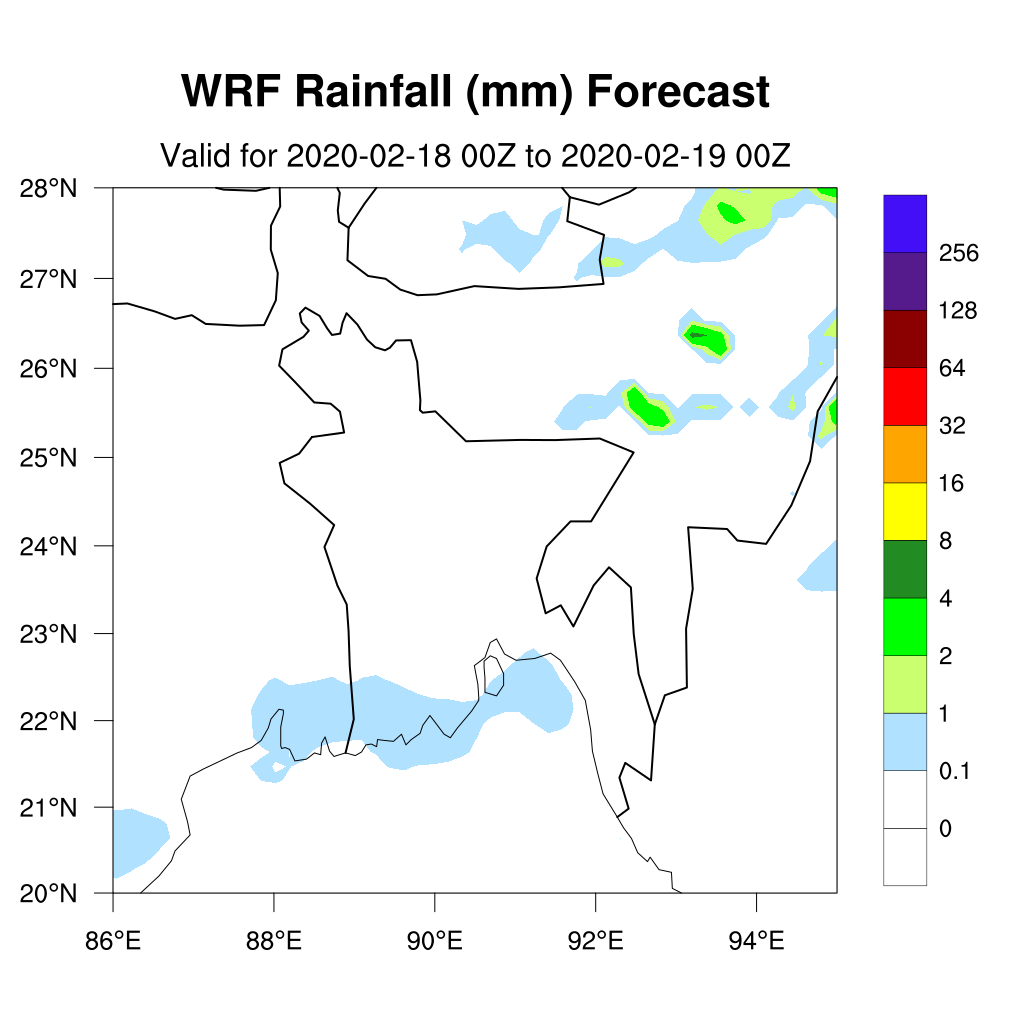 WRF Rainfall (mm) Forecast
Valid for 2020-02-18 00Z to 2020-02-19 00Z
28°N
27°N
26°N
25°N
24°N
23°N
22°N
21°N
20°N
86°E 88°E 90°E 92°E 94°E
256
128
64
32
16
8
4
2
1
0.1
0